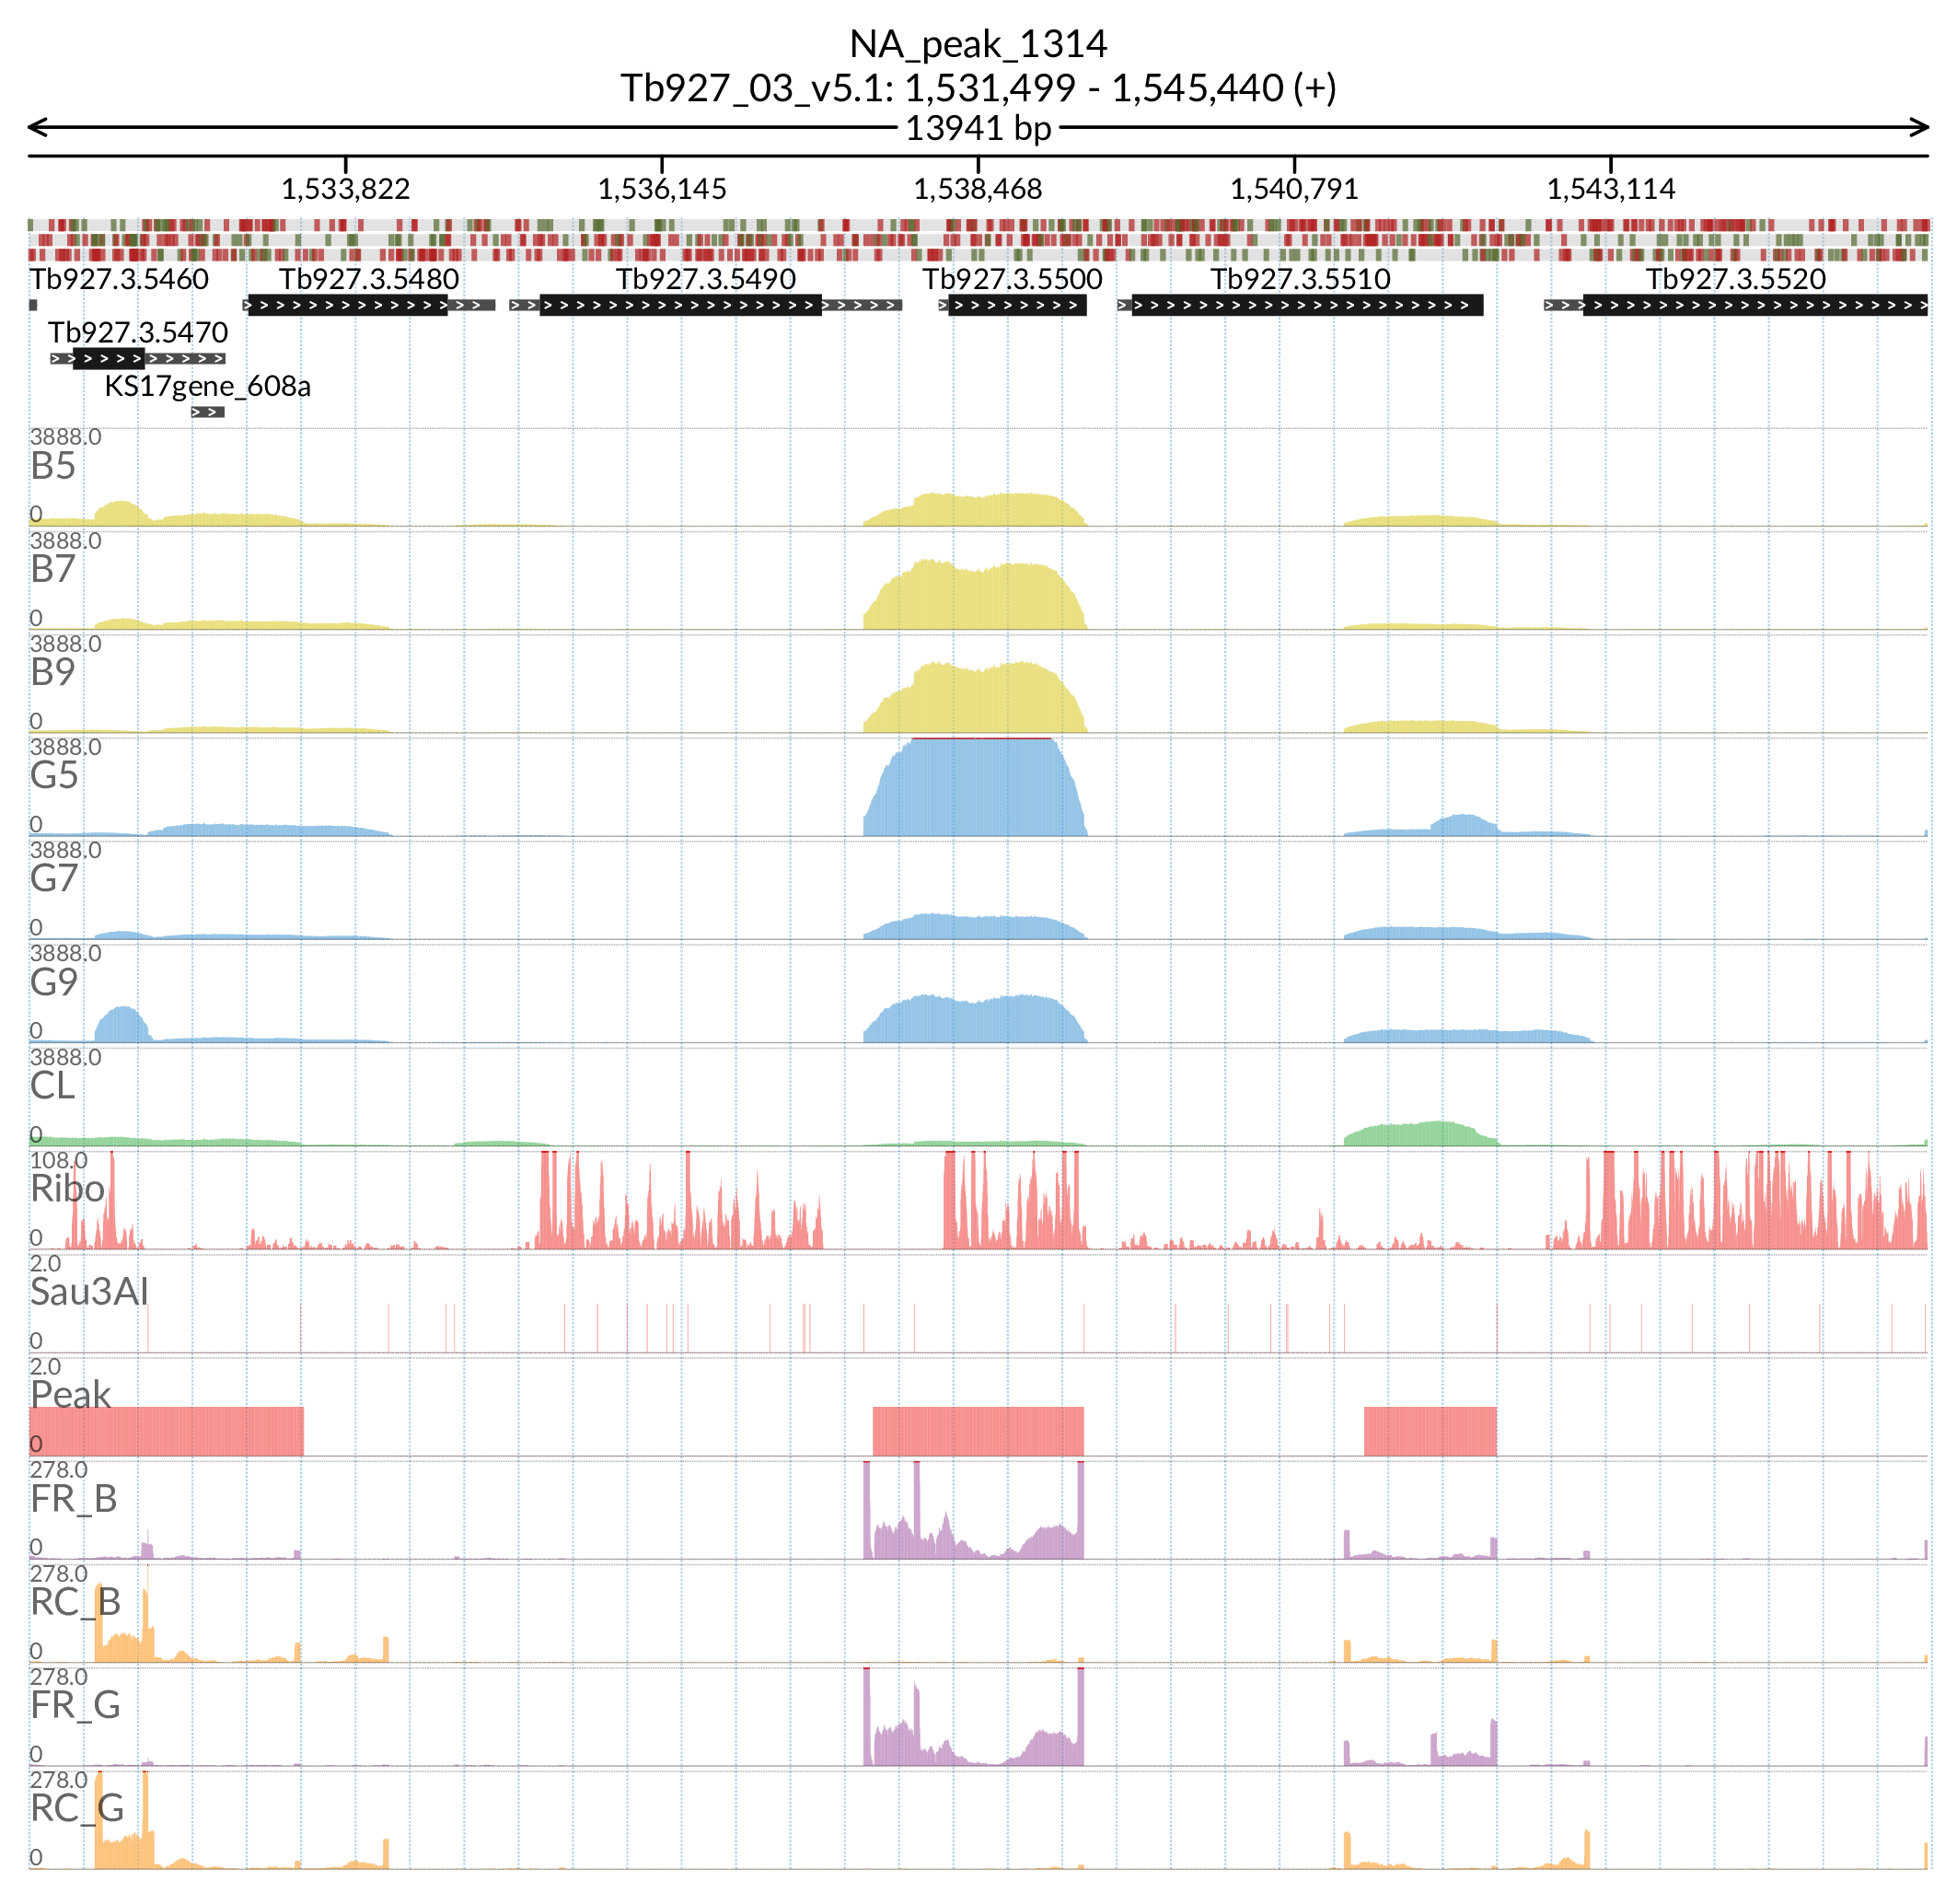 NA_peak_1314
Tb927_03_v5.1: 1,531,499 - 1,545,440 (+)
13941 bp
1,533,822 1,536,145 1,538,468 1,540,791 1,543,114
Tb927.3.5460 Tb927.3.5480 Tb927.3.5490 Tb927.3.5500 Tb927.3.5510 Tb927.3.5520
Tb927.3.5470
KS17gene_608a
3888.0
B5
0
3888.0
B7
0
3888.0
B9
0
3888.0
G5
0
3888.0
G7
0
3888.0
G9
0
3888.0
CL
0
108.0
Ribo
0
2.0
Sau3AI
0
2.0
Peak
0
278.0
FR_B
0
278.0
RC_B
0
278.0
FR_G
0
278.0
RC_G
0